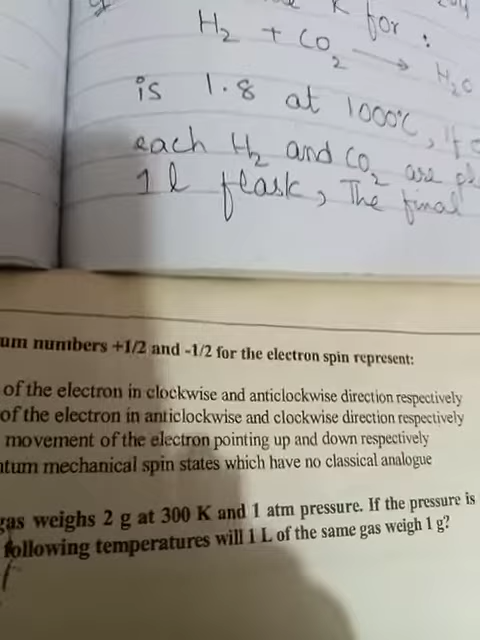 K for :
H₂ + CO₂ → H₂O
is 1.8 at 1000°C, If
each H₂ and CO₂ are pl
1 l flask, The final
um numbers +1/2 and -1/2 for the electron spin represent:
of the electron in clockwise and anticlockwise direction respectively
of the electron in anticlockwise and clockwise direction respectively
movement of the electron pointing up and down respectively
ntum mechanical spin states which have no classical analogue
gas weighs 2 g at 300 K and 1 atm pressure. If the pressure is
following temperatures will 1 L of the same gas weigh 1 g?